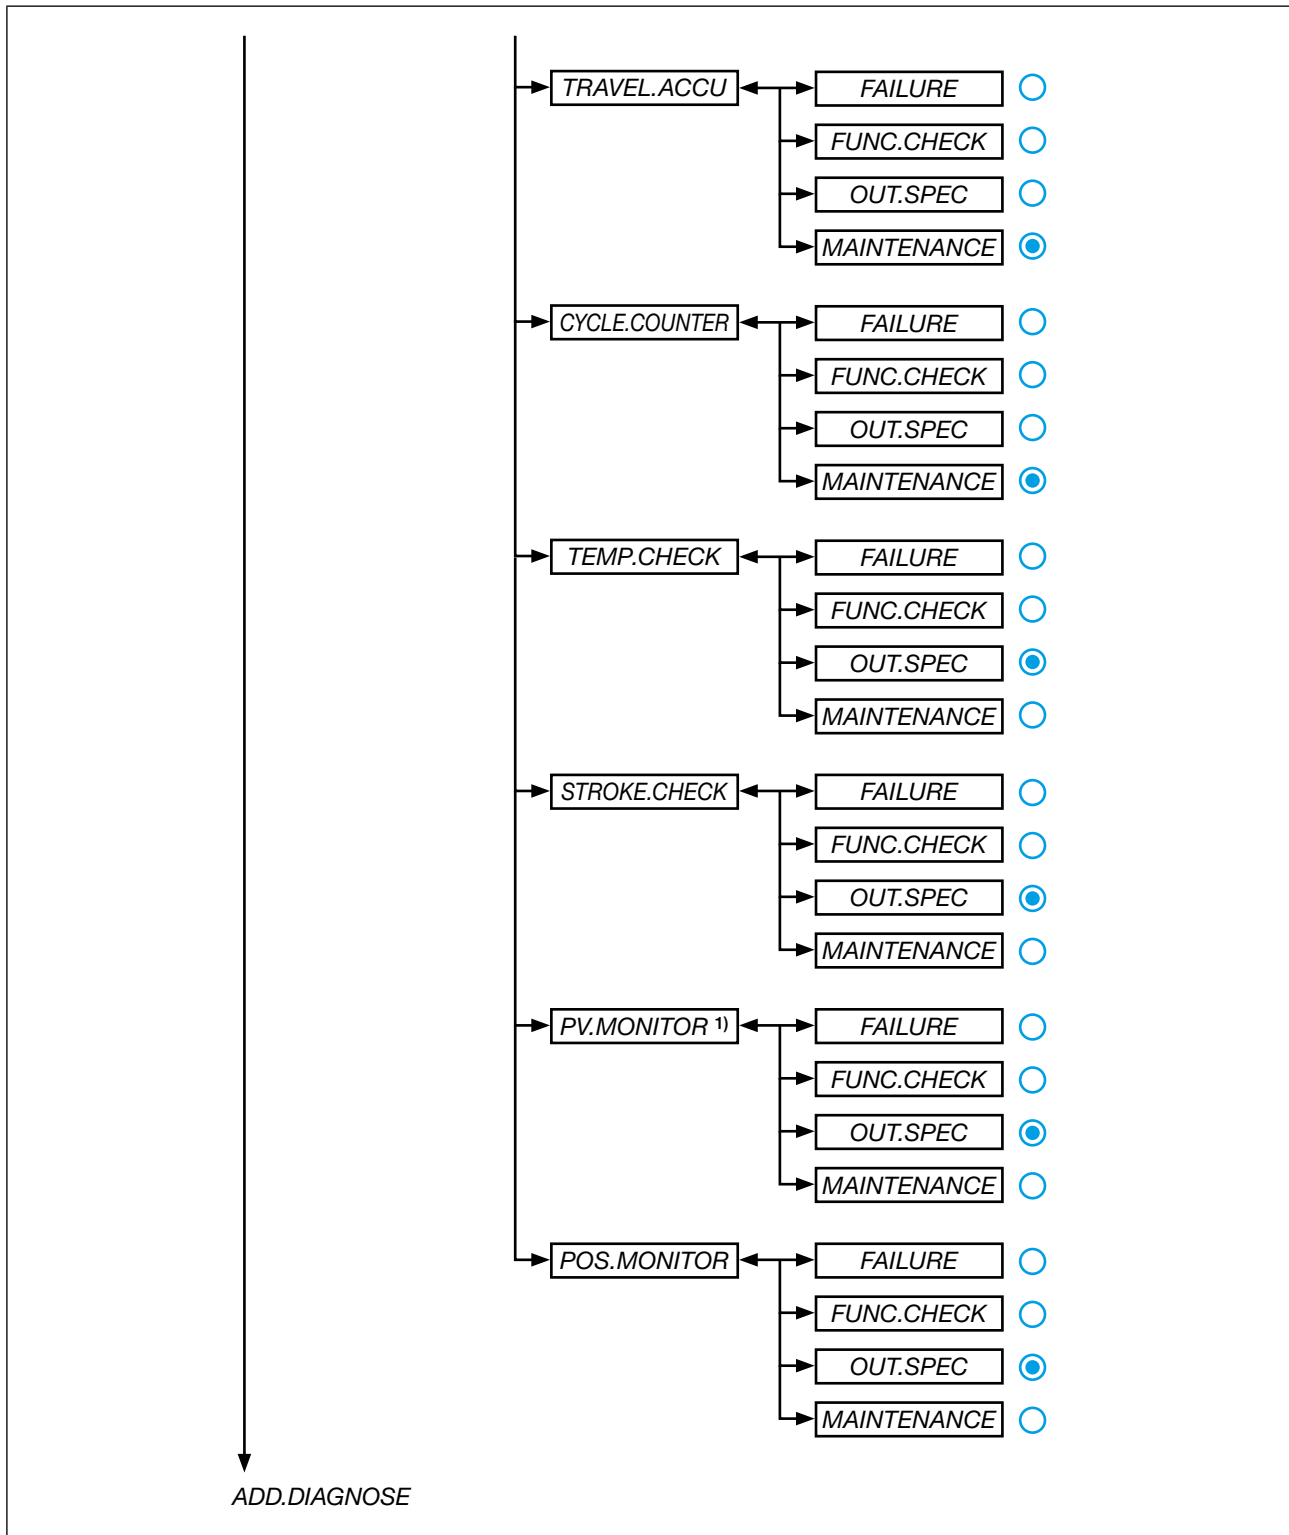 TRAVEL.ACCU
FAILURE
FUNC.CHECK
OUT.SPEC
MAINTENANCE
CYCLE.COUNTER
FAILURE
FUNC.CHECK
OUT.SPEC
MAINTENANCE
TEMP.CHECK
FAILURE
FUNC.CHECK
OUT.SPEC
MAINTENANCE
STROKE.CHECK
FAILURE
FUNC.CHECK
OUT.SPEC
MAINTENANCE
PV.MONITOR 1)
FAILURE
FUNC.CHECK
OUT.SPEC
MAINTENANCE
POS.MONITOR
FAILURE
FUNC.CHECK
OUT.SPEC
MAINTENANCE
ADD.DIAGNOSE